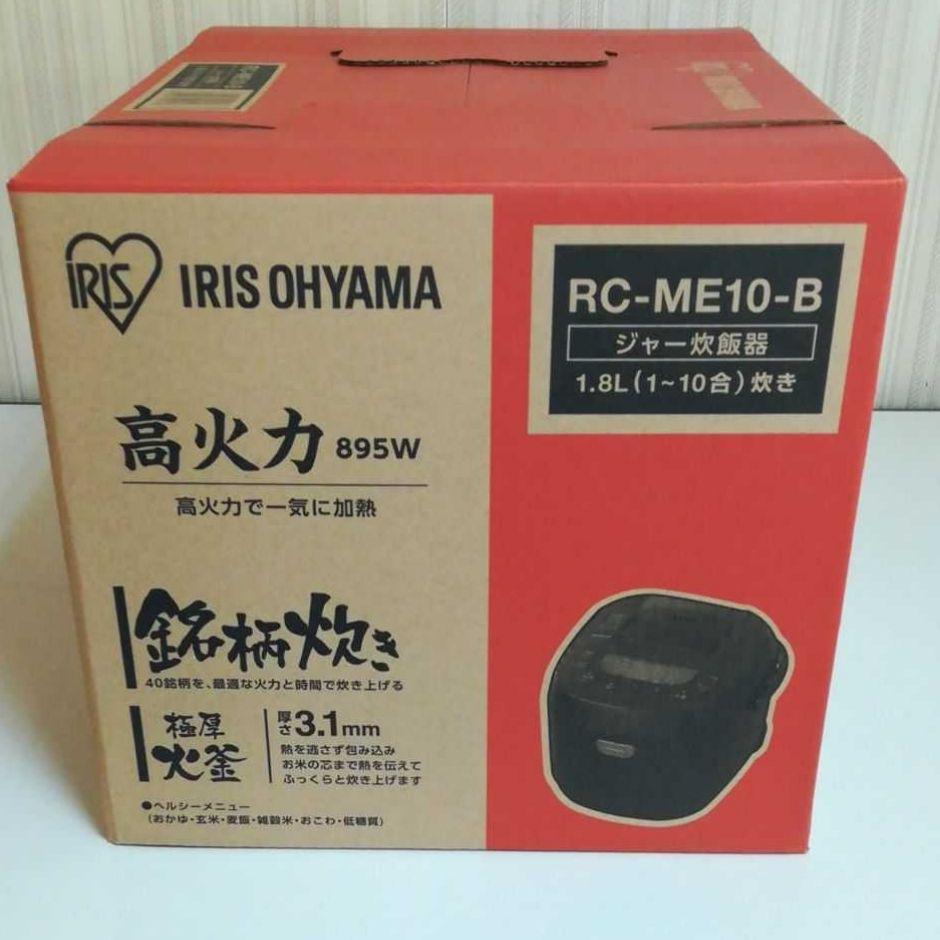 IRIS
IRIS OHYAMA
RC-ME10-B
ジャー炊飯器
1.8L(1~10合)炊き
高火力 895W
高火力で一気に加熱
銘柄炊き
40銘柄を、最適な火力と時間で炊き上げる
極厚
火釜
厚さ3.1mm
熱を逃さず包み込み
お米の芯まで熱を伝えて
ふっくらと炊き上げます
●ヘルシーメニュー
(おかゆ・玄米・麦飯・雑穀米・おこわ・低糖質)